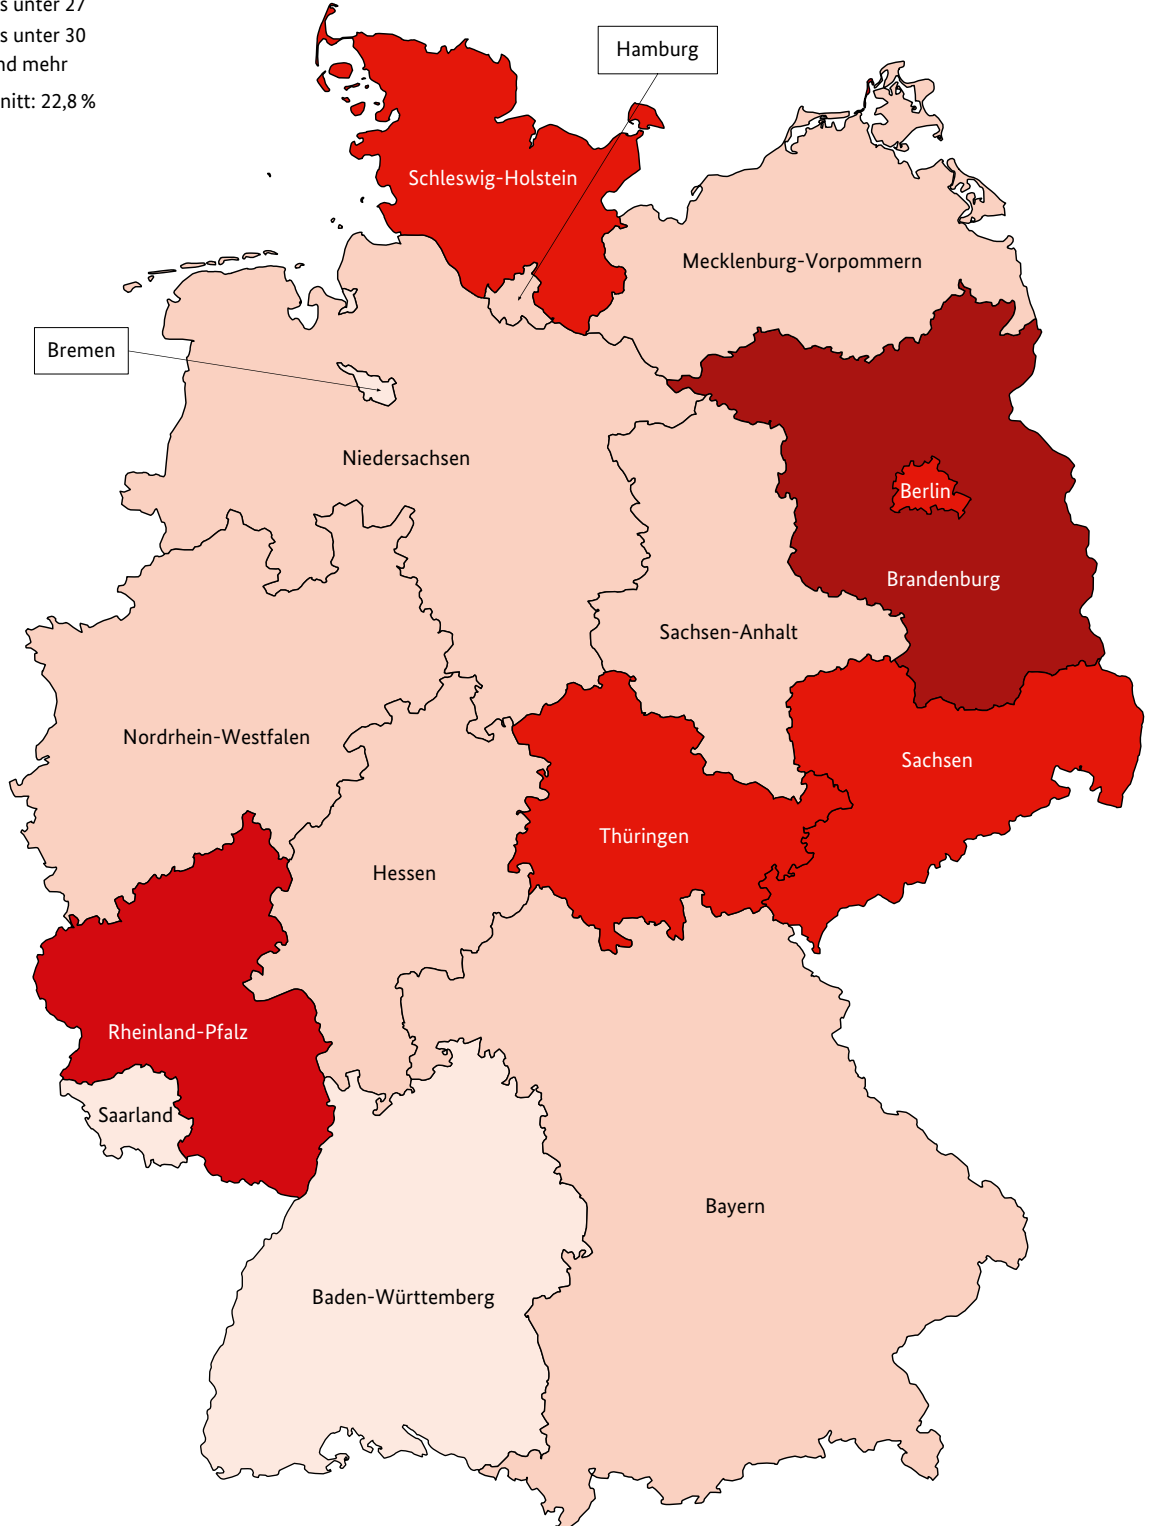 s unter 27
s unter 30
nd mehr
nitt: 22,8 %
Hamburg
Schleswig-Holstein
Mecklenburg-Vorpommern
Bremen
Niedersachsen
Berlin
Brandenburg
Sachsen-Anhalt
Nordrhein-Westfalen
Sachsen
Thüringen
Hessen
Rheinland-Pfalz
Saarland
Bayern
Baden-Württemberg